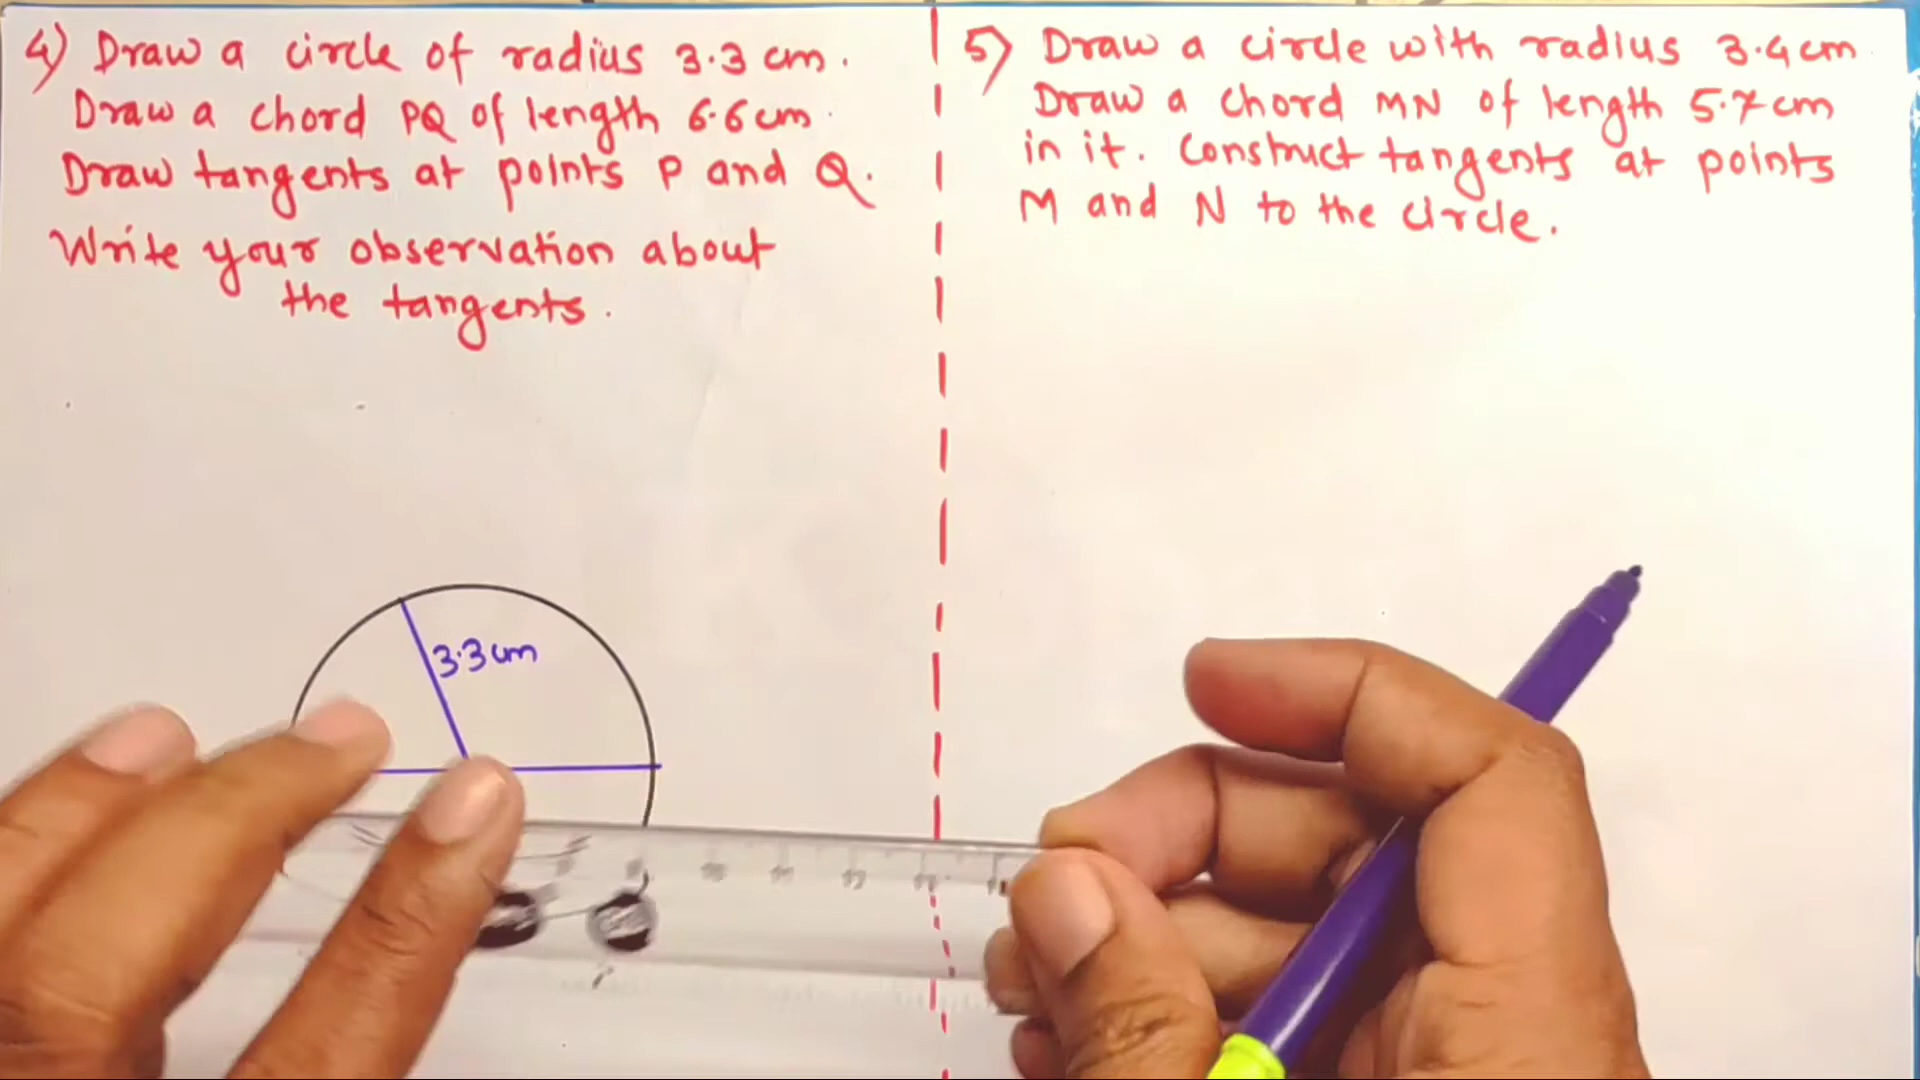 4) Draw a circle of radius 3.3 cm.
Draw a chord PQ of length 6.6 cm.
Draw tangents at points P and Q.
Write your observation about
the tangents.
5) Draw a circle with radius 3.4 cm
Draw a chord MN of length 5.7 cm
in it. Construct tangents at points
M and N to the circle.
3.3 cm